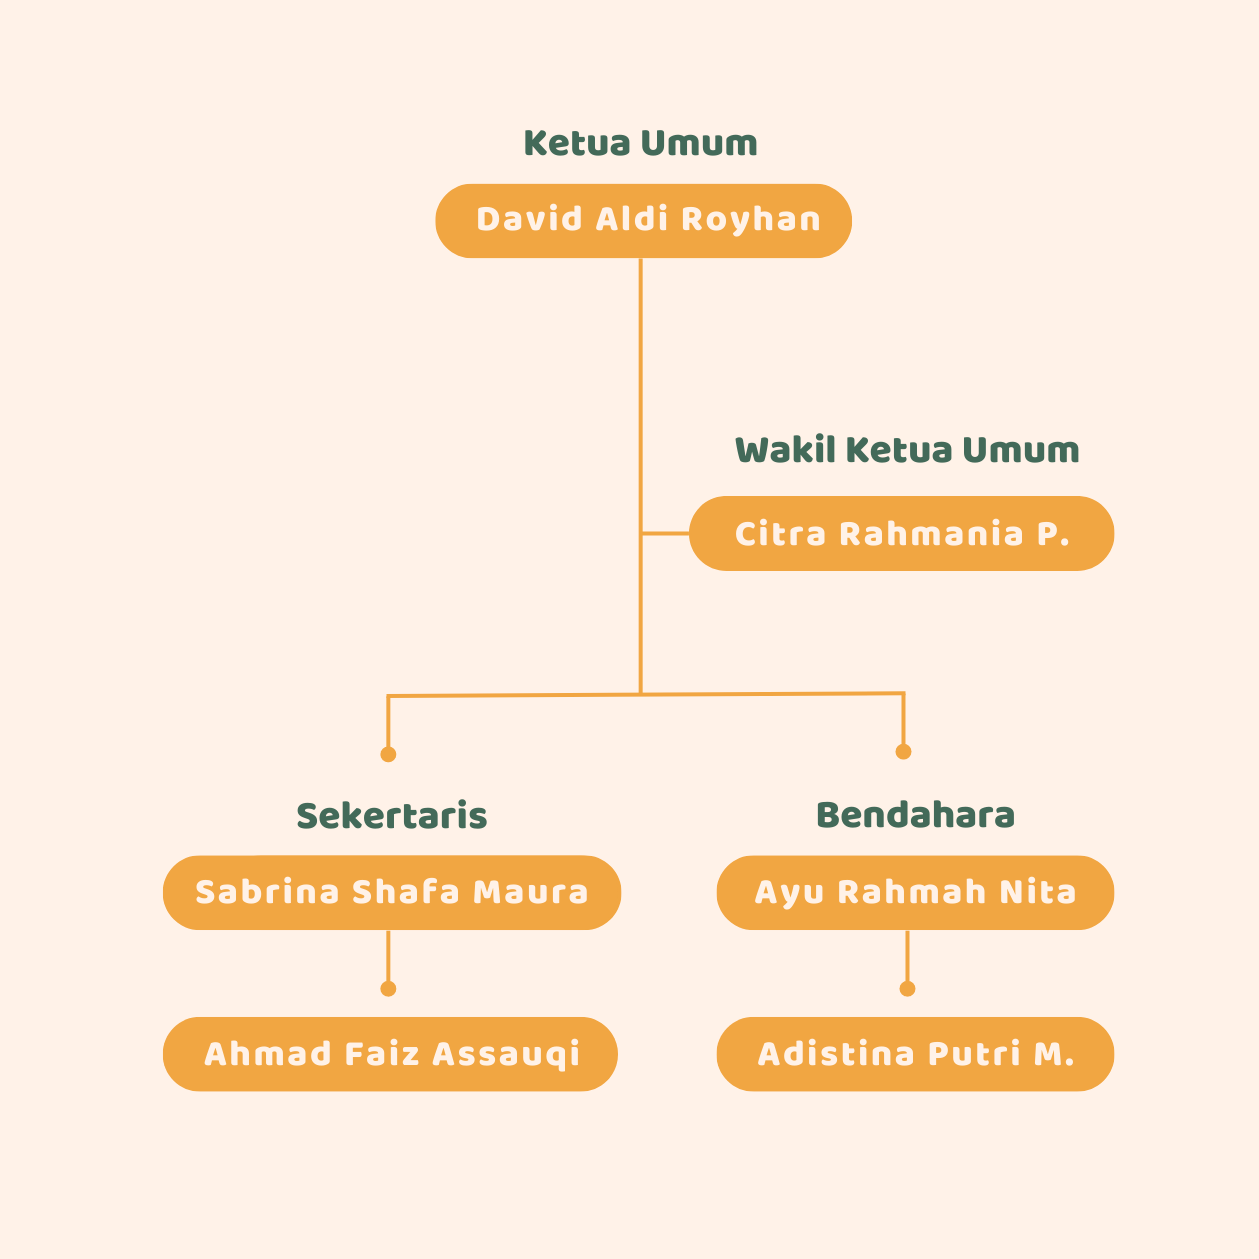 Ketua Umum
David Aldi Royhan
Wakil Ketua Umum
Citra Rahmania P.
Sekertaris
Sabrina Shafa Maura
Ahmad Faiz Assauqi
Bendahara
Ayu Rahmah Nita
Adistina Putri M.